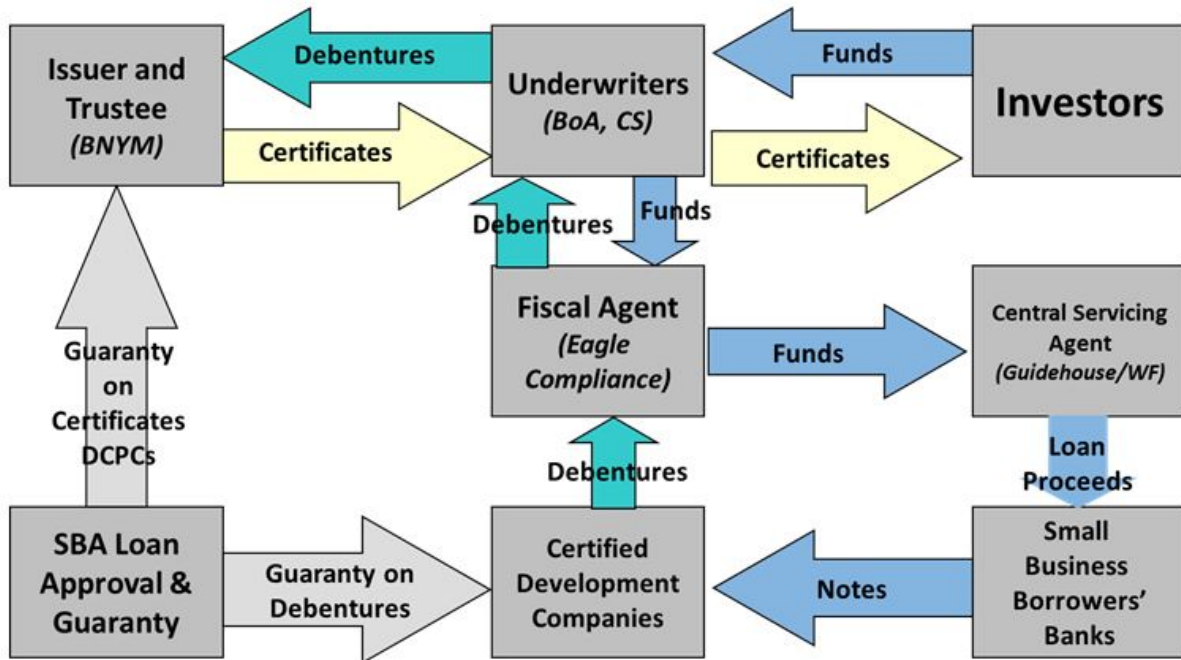 Issuer and
Trustee
(BNYM)
Debentures
Certificates
Underwriters
(BoA, CS)
Funds
Certificates
Investors
Debentures
Funds
Guaranty
on
Certificates
DCPCs
Fiscal Agent
(Eagle
Compliance)
Funds
Central Servicing
Agent
(Guidehouse/WF)
Debentures
Loan
Proceeds
SBA Loan
Approval &
Guaranty
Guaranty on
Debentures
Certified
Development
Companies
Notes
Small
Business
Borrowers’
Banks